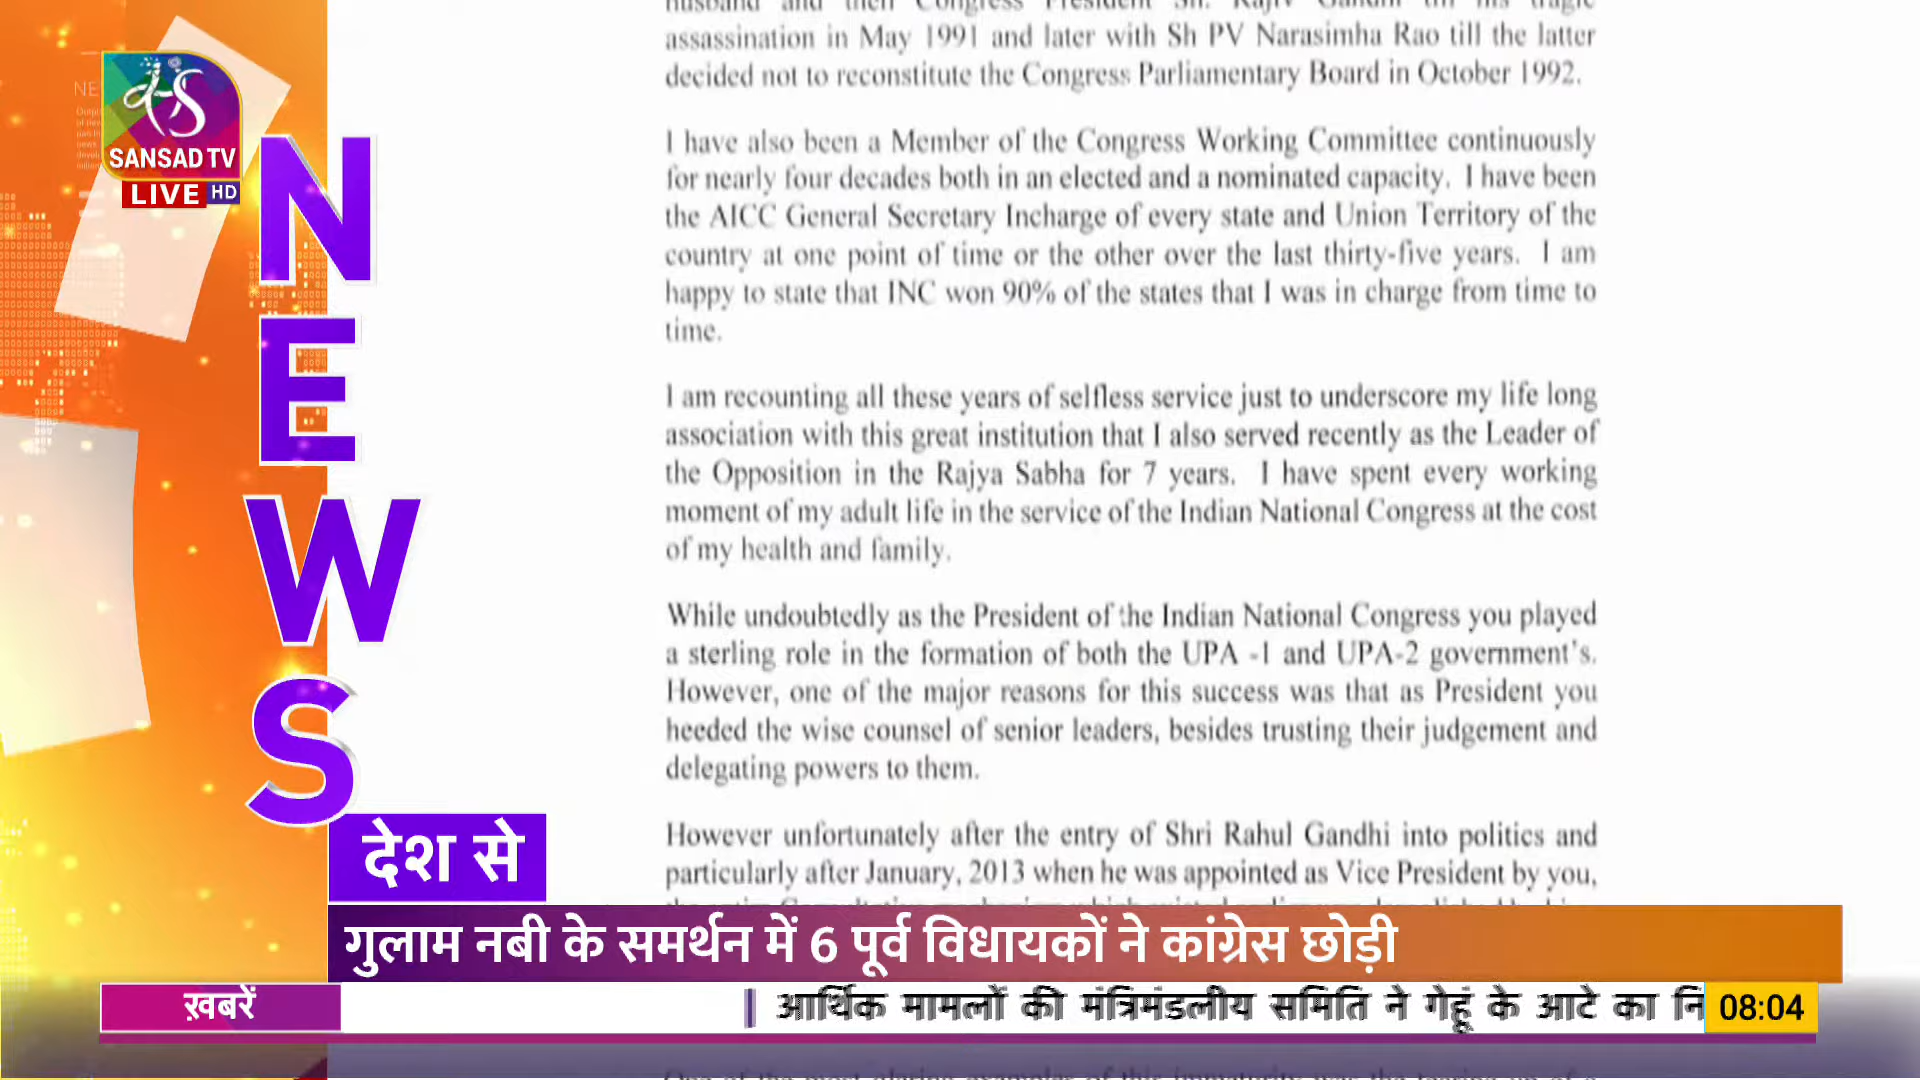 SANSAD TV
LIVE HD
NEWS
assassination in May 1991 and later with Sh PV Narasimha Rao till the latter
decided not to reconstitute the Congress Parliamentary Board in October 1992.
I have also been a Member of the Congress Working Committee continuously
for nearly four decades both in an elected and a nominated capacity. I have been
the AICC General Secretary Incharge of every state and Union Territory of the
country at one point of time or the other over the last thirty-five years. I am
happy to state that INC won 90% of the states that I was in charge from time to
time.
I am recounting all these years of selfless service just to underscore my life long
association with this great institution that I also served recently as the Leader of
the Opposition in the Rajya Sabha for 7 years. I have spent every working
moment of my adult life in the service of the Indian National Congress at the cost
of my health and family.
While undoubtedly as the President of the Indian National Congress you played
a sterling role in the formation of both the UPA -1 and UPA-2 government's.
However, one of the major reasons for this success was that as President you
heeded the wise counsel of senior leaders, besides trusting their judgement and
delegating powers to them.
However unfortunately after the entry of Shri Rahul Gandhi into politics and
particularly after January, 2013 when he was appointed as Vice President by you,
देश से
गुलाम नबी के समर्थन में 6 पूर्व विधायकों ने कांग्रेस छोड़ी
ख़बरें
| आर्थिक मामलों की मंत्रिमंडलीय समिति ने गेहूं के आटे का नि
08:04